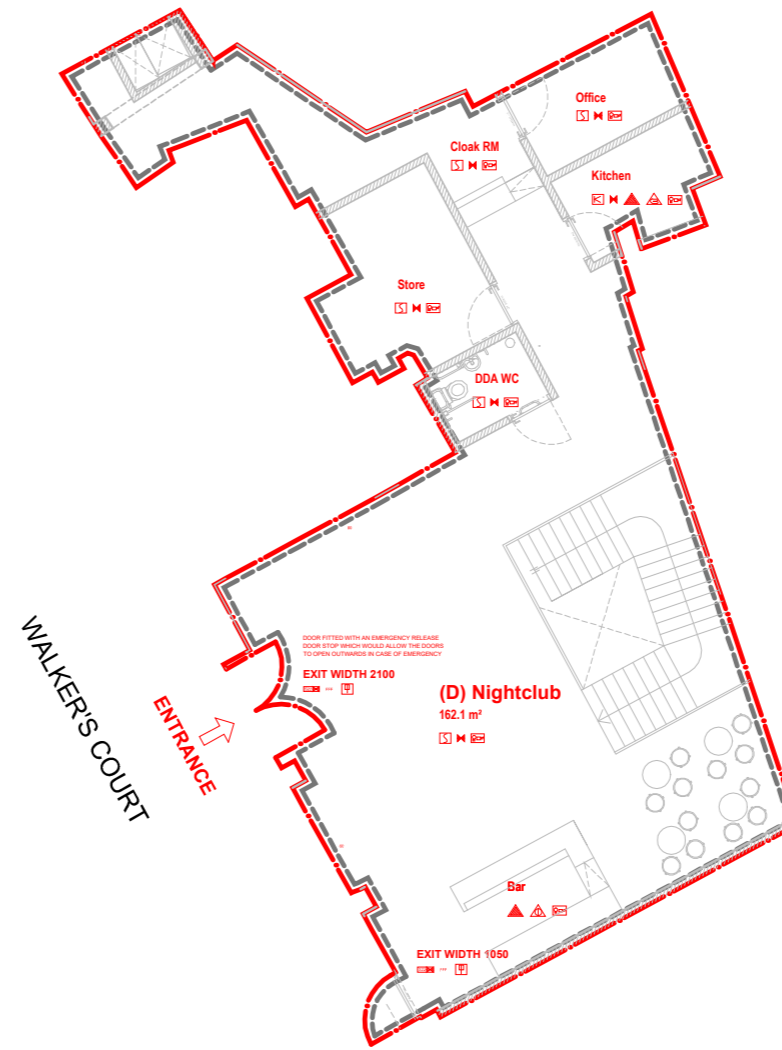 Office
Cloak RM
Kitchen
Store
DDA WC
DOOR FITTED WITH AN EMERGENCY RELEASE
DOOR STOP WHICH WOULD ALLOW THE DOORS
TO OPEN OUTWARDS IN CASE OF EMERGENCY
EXIT WIDTH 2100
(D) Nightclub
162.1 m²
WALKER'S COURT
ENTRANCE
Bar
EXIT WIDTH 1050